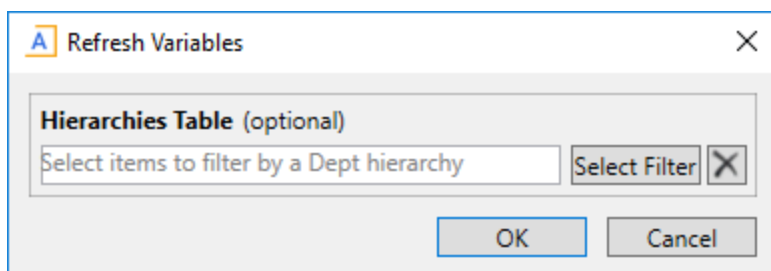 A Refresh Variables
Hierarchies Table (optional)
Select items to filter by a Dept hierarchy
Select Filter
OK
Cancel